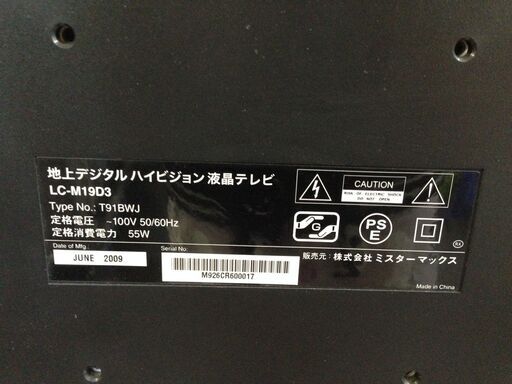 地上デジタル ハイビジョン 液晶テレビ
LC-M19D3
Type No.: T91BWJ
定格電圧 ~100V 50/60Hz
定格消費電力 55W
CAUTION
RISK OF ELECTRIC SHOCK
DO NOT OPEN
G
PS
E
Date of Mfg.:
JUNE 2009
Serial No.:
M926CR600017
販売元: 株式会社 ミスターマックス
Made in China